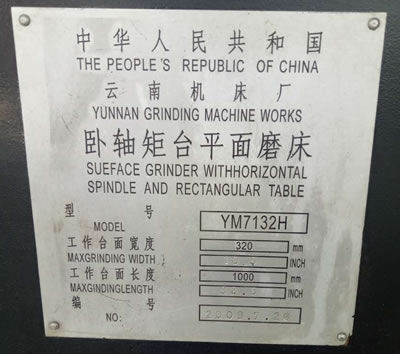 中华人民共和国
THE PEOPLE'S REPUBLIC OF CHINA
云南机床厂
YUNNAN GRINDING MACHINE WORKS
卧轴矩台平面磨床
SUEFACE GRINDER WITHHORIZONTAL
SPINDLE AND RECTANGULAR TABLE
型 号
MODEL YM7132H
工作台面宽度 320 mm
MAXGRINDING WIDTH INCH
工作台面长度 1000 mm
MAXGINDINGLENGTH INCH
编 号
NO: 2009.7.28